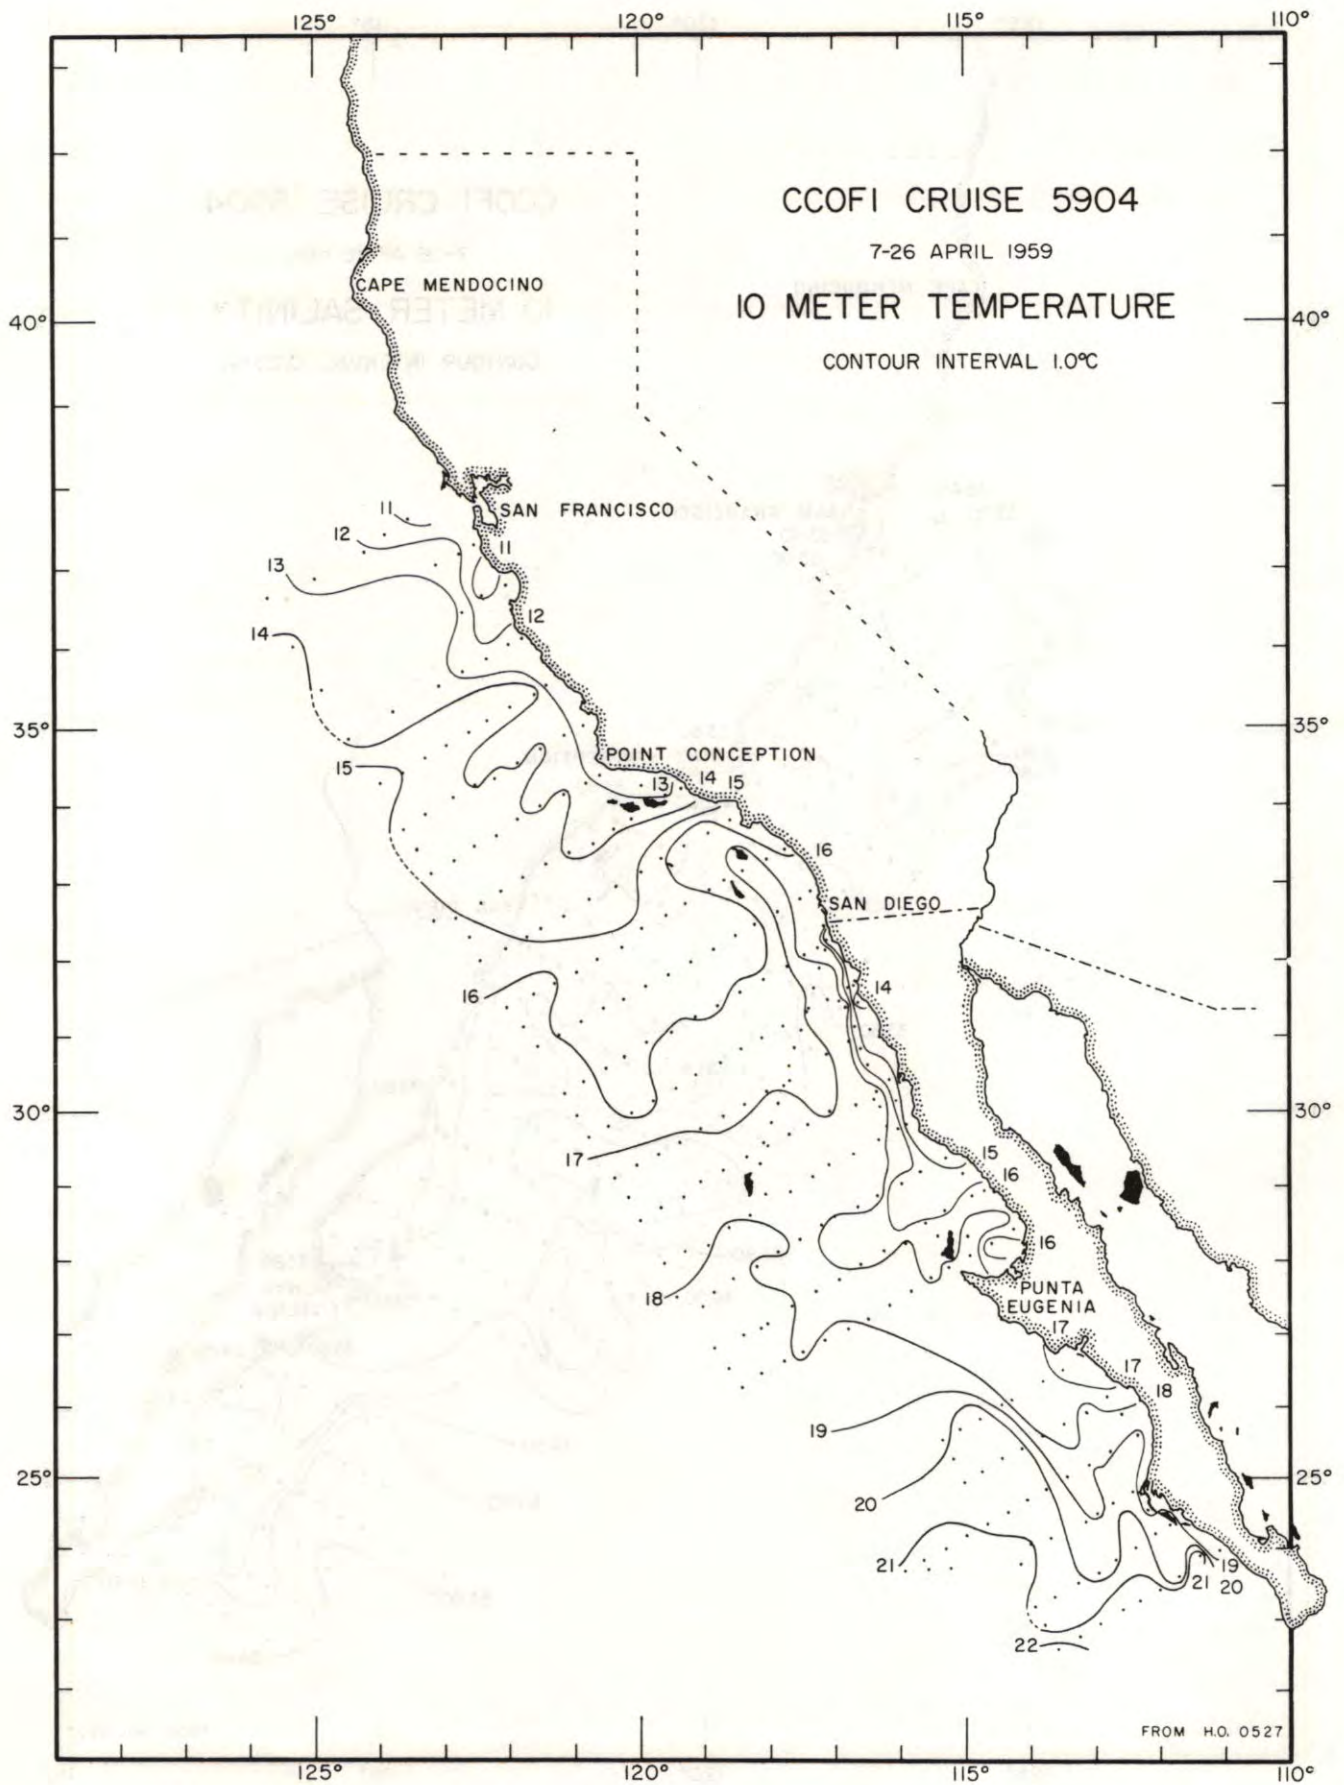 125° 120° 115° 110°
CCOFI CRUISE 5904
7-26 APRIL 1959
10 METER TEMPERATURE
CONTOUR INTERVAL 1.0°C
CAPE MENDOCINO
40° 40°
11 SAN FRANCISCO
12 11
13
12
14
35° 35°
POINT CONCEPTION
15 13 14 15
16
SAN DIEGO
16 14
30° 30°
17 15
16
16
18 PUNTA
EUGENIA
17
17
18
19
25° 25°
20
21 19
21 20
22
FROM H.O. 0527
125° 120° 115° 110°